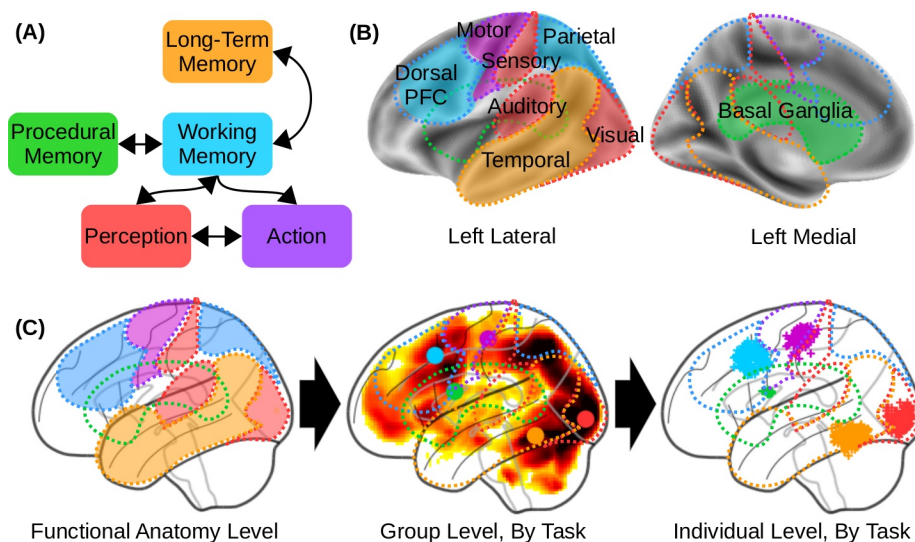 (A)
Long-Term
Memory
Procedural
Memory
Working
Memory
Perception
Action
(B)
Motor
Parietal
Sensory
Dorsal
PFC
Auditory
Visual
Temporal
Basal Ganglia
Left Lateral
Left Medial
(C)
Functional Anatomy Level
Group Level, By Task
Individual Level, By Task